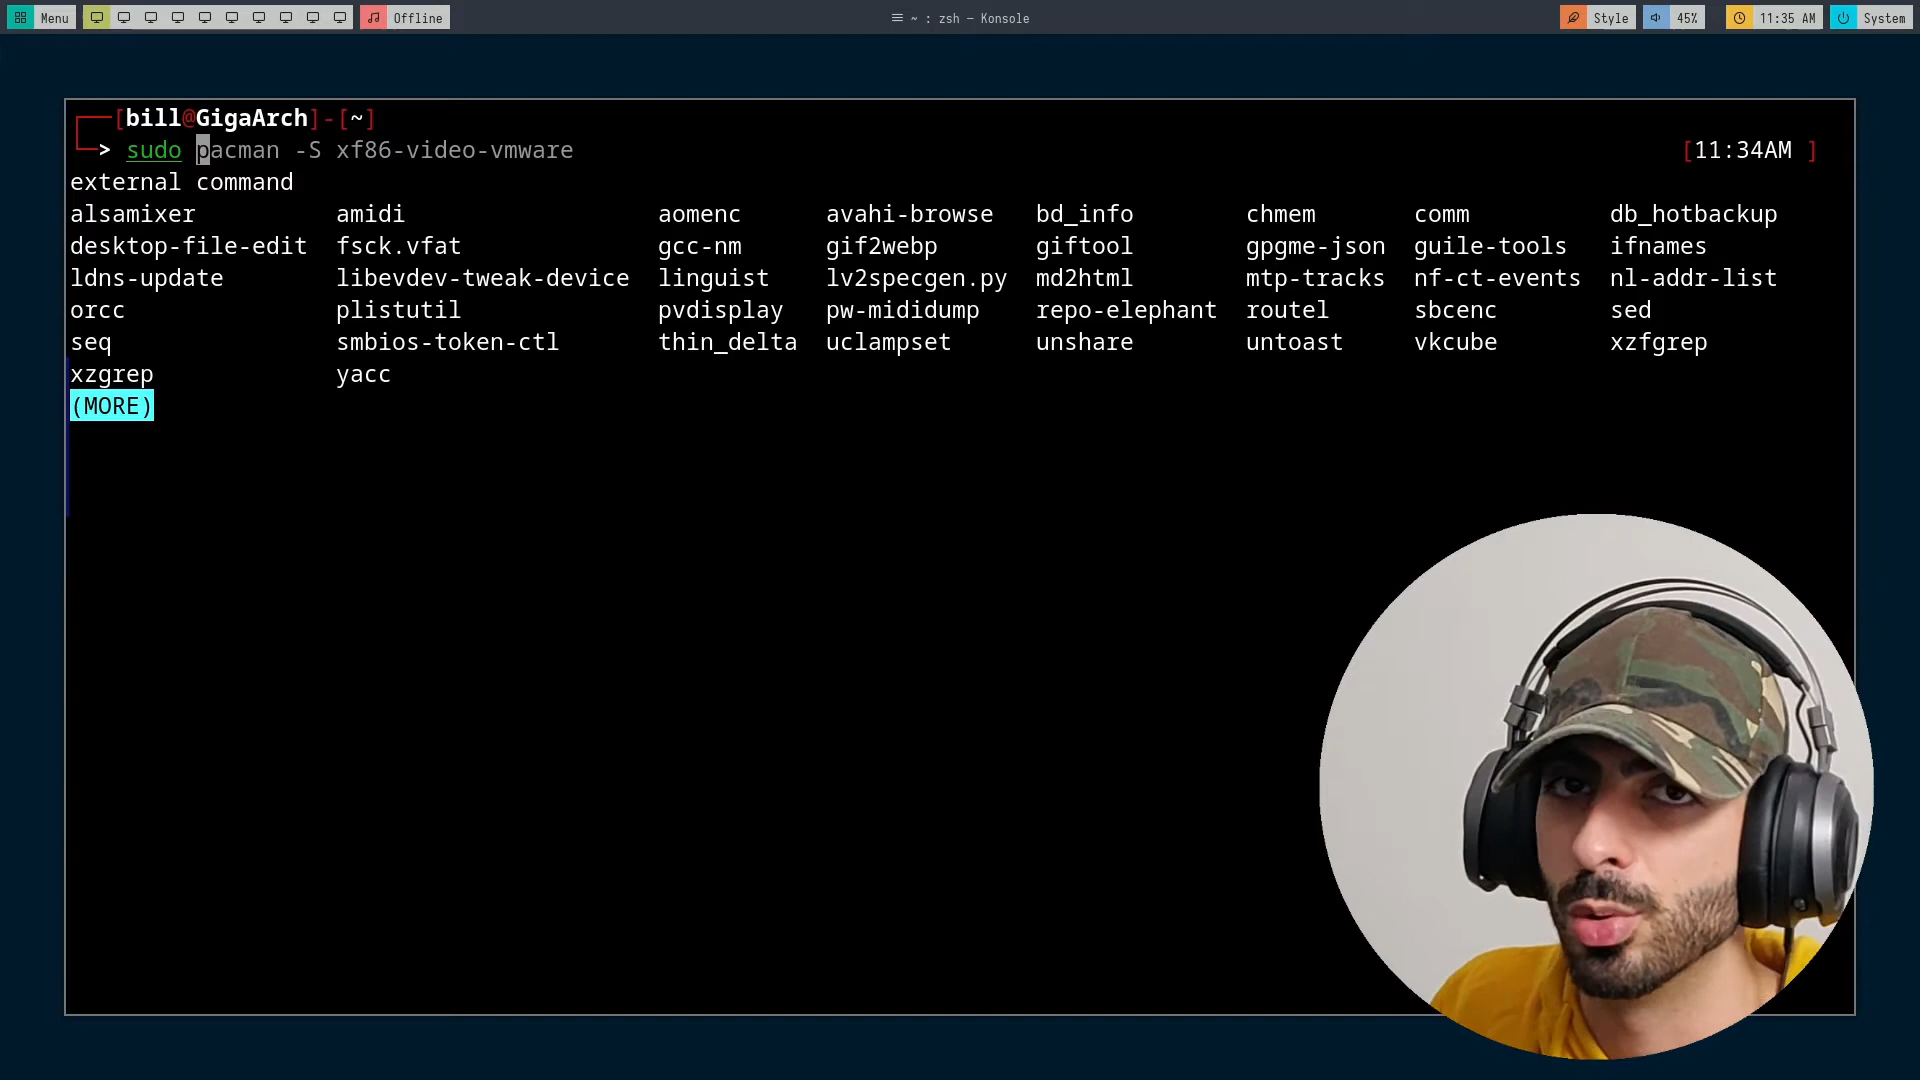 Menu Offline ~ : zsh — Konsole Style 45% 11:35 AM System
[bill@GigaArch]-[~]
> sudo pacman -S xf86-video-vmware [11:34AM ]
external command
alsamixer amidi aomenc avahi-browse bd_info chmem comm db_hotbackup
desktop-file-edit fsck.vfat gcc-nm gif2webp giftool gpgme-json guile-tools ifnames
ldns-update libevdev-tweak-device linguist lv2specgen.py md2html mtp-tracks nf-ct-events nl-addr-list
orcc plistutil pvdisplay pw-mididump repo-elephant routel sbcenc sed
seq smbios-token-ctl thin_delta uclampset unshare untoast vkcube xzfgrep
xzgrep yacc
(MORE)